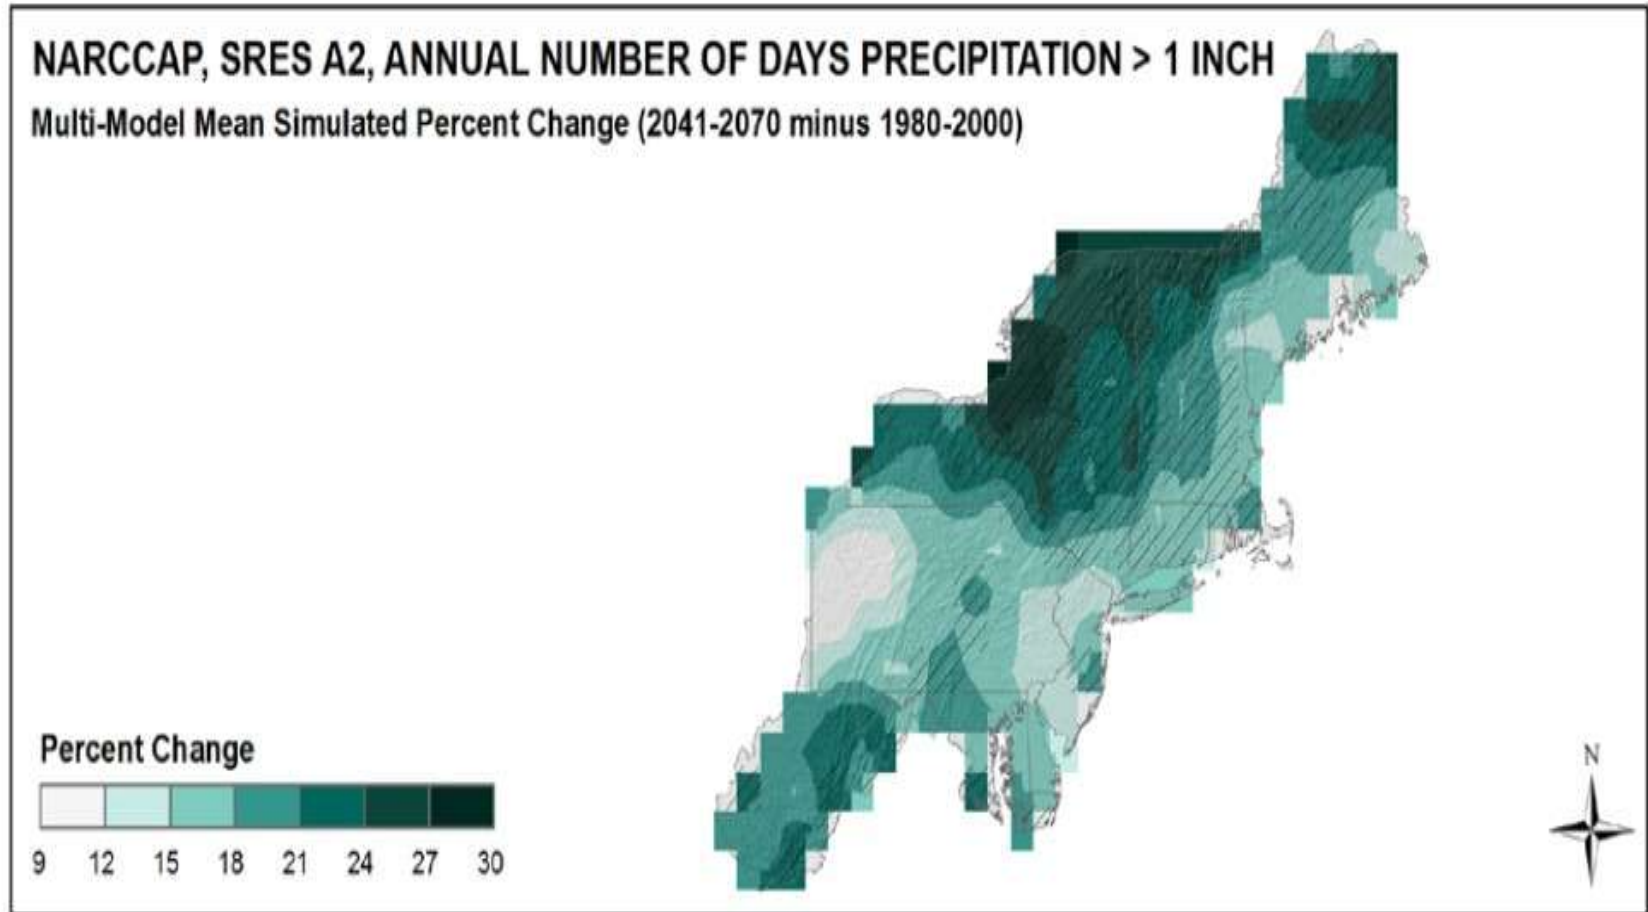 NARCCAP, SRES A2, ANNUAL NUMBER OF DAYS PRECIPITATION > 1 INCH
Multi-Model Mean Simulated Percent Change (2041-2070 minus 1980-2000)
Percent Change
9 12 15 18 21 24 27 30
N